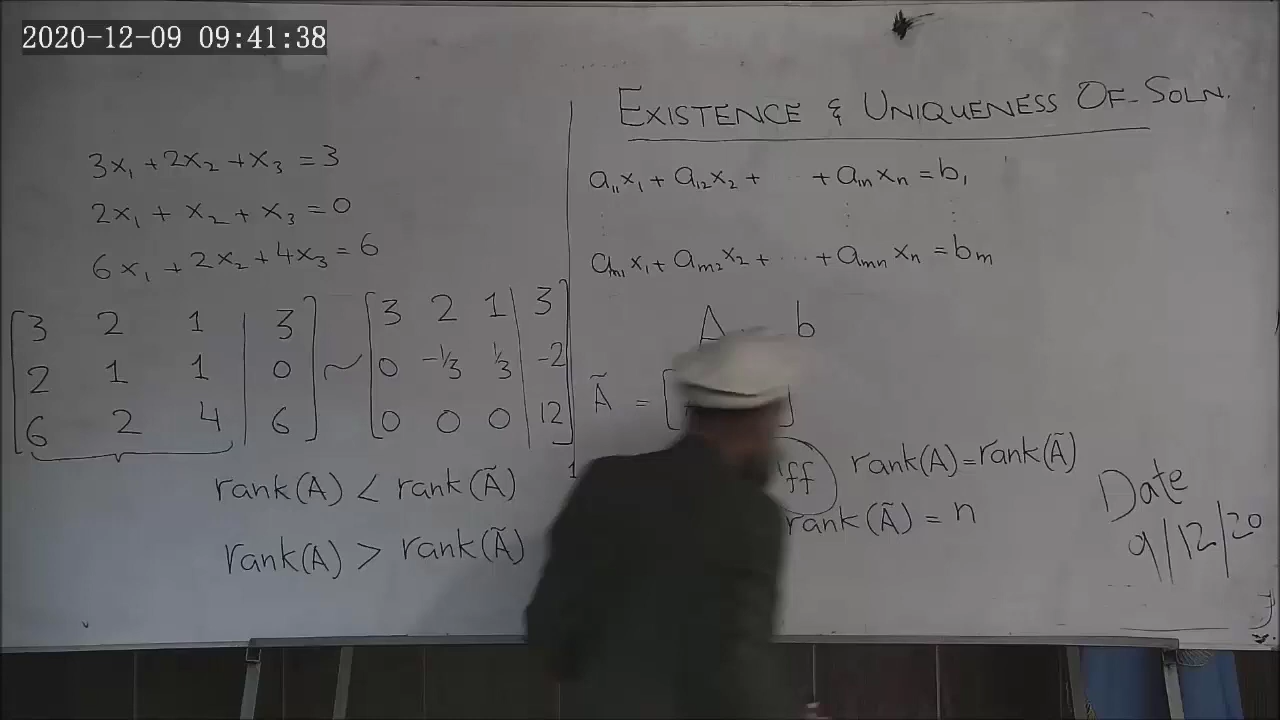 2020-12-09 09:41:38
3x₁ + 2x₂ + x₃ = 3
2x₁ + x₂ + x₃ = 0
6x₁ + 2x₂ + 4x₃ = 6
[3 2 1 | 3] ~ [3 2 1 | 3]
[2 1 1 | 0] [0 -1/3 1/3 | -2]
[6 2 4 | 6] [0 0 0 | 12]
rank(A) < rank(Ã)
rank(A) > rank(Ã)
EXISTENCE & UNIQUENESS OF SOLN.
a₁₁x₁ + a₁₂x₂ + ... + a₁ₙxₙ = b₁
aₘ₁x₁ + aₘ₂x₂ + ... + aₘₙxₙ = bₘ
A b
Ã = [ ]
iff rank(A) = rank(Ã)
rank(Ã) = n
Date
9/12/20